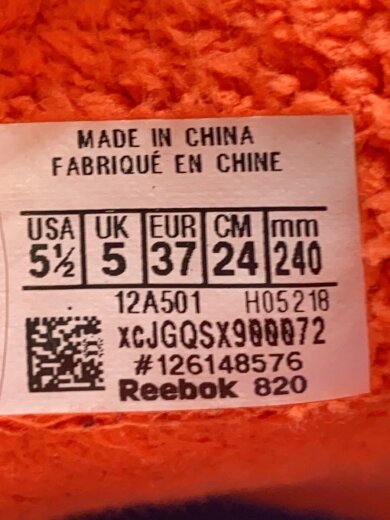 MADE IN CHINA
FABRIQUÉ EN CHINE
USA UK EUR CM mm
5½ 5 37 24 240
12A501 H05218
xcJGQSX900072
#126148576
Reebok 820